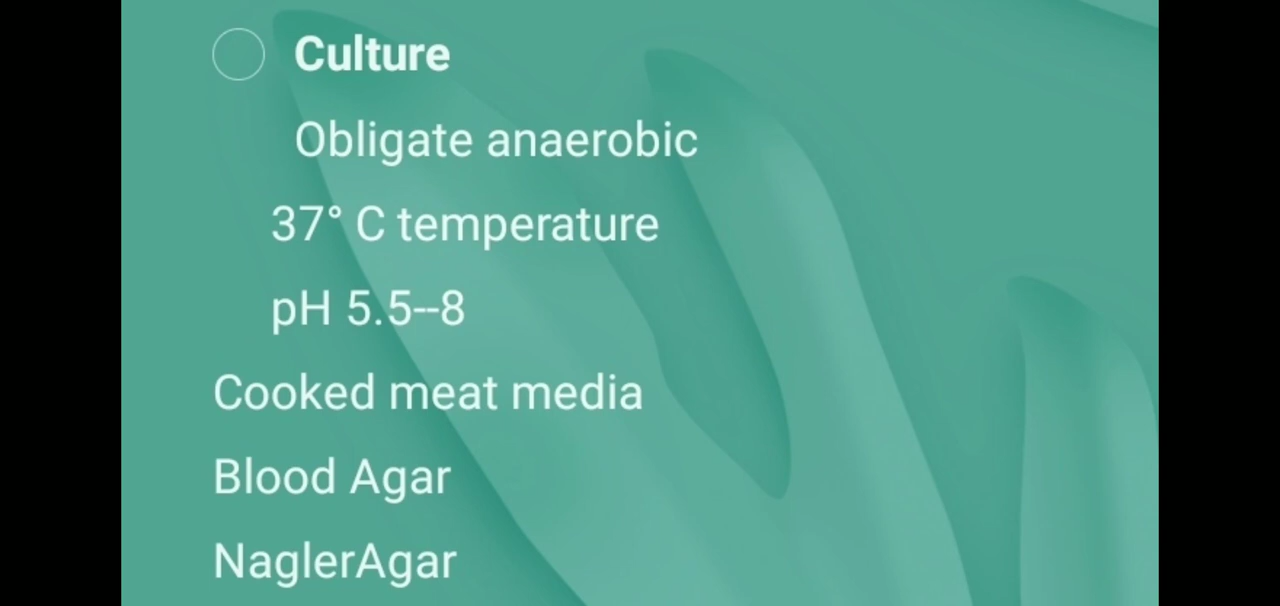 Culture
Obligate anaerobic
37° C temperature
pH 5.5--8
Cooked meat media
Blood Agar
NaglerAgar